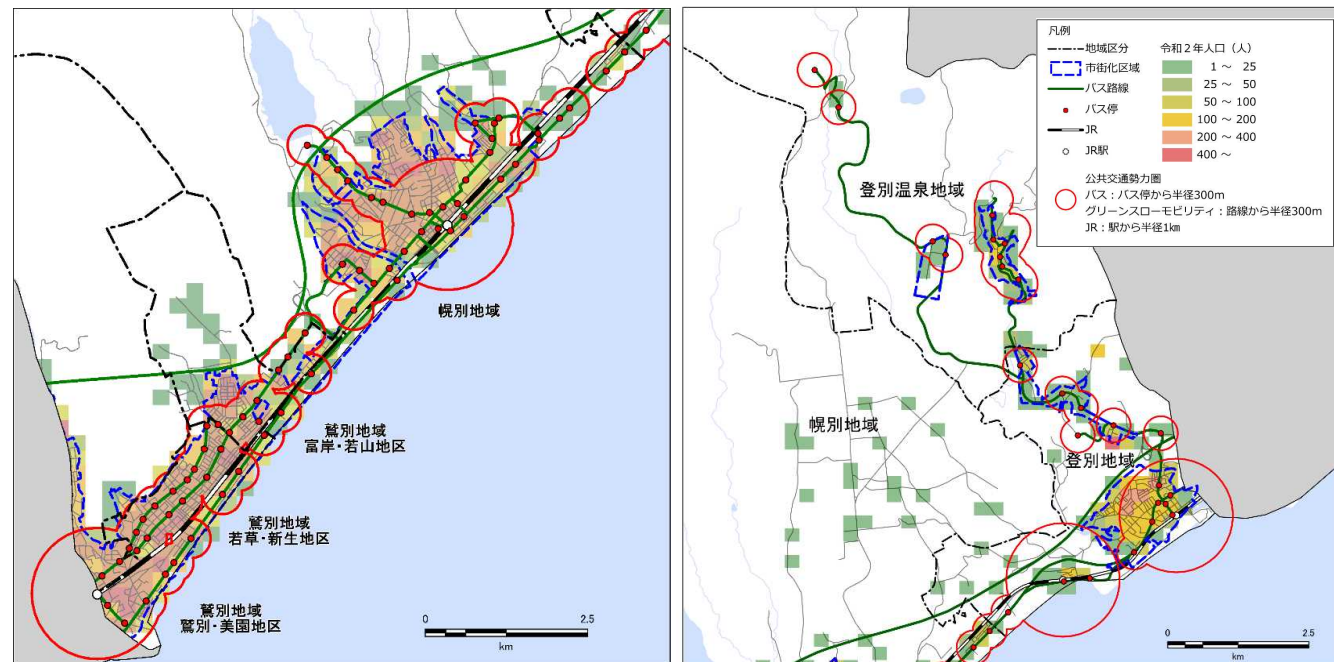 幌別地域
鷲別地域
富岸・若山地区
鷲別地域
若草・新生地区
鷲別地域
鷲別・美園地区
0 2.5
km
凡例
地域区分
市街化区域
バス路線
バス停
JR
JR駅
令和2年人口（人）
1 ～ 25
25 ～ 50
50 ～ 100
100 ～ 200
200 ～ 400
400 ～
公共交通勢力圏
バス：バス停から半径300m
グリーンスローモビリティ：路線から半径300m
JR：駅から半径1km
登別温泉地域
幌別地域
登別地域
0 2.5
km